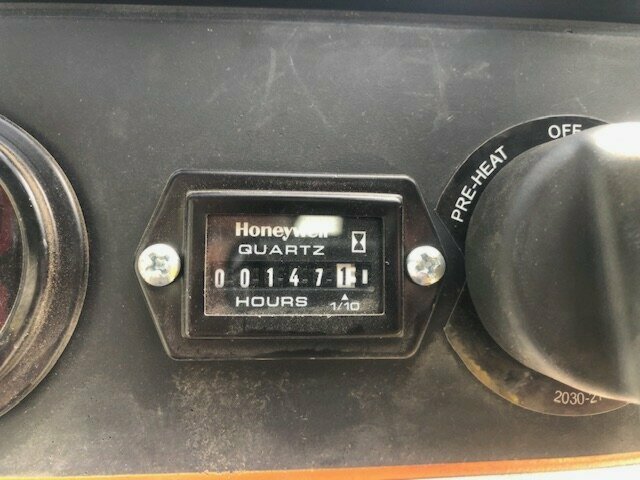 OFF
PRE-HEAT
Honeywell
QUARTZ
001471
HOURS 1/10